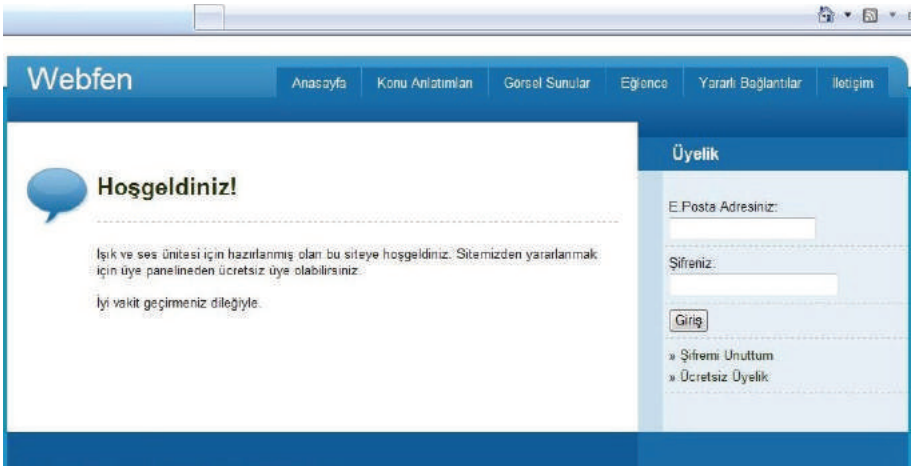 Webfen
Anasayfa Konu Anlatımları Görsel Sunular Eğlence Yararlı Bağlantılar İletişim
Üyelik
Hoşgeldiniz!
E.Posta Adresiniz:
Işık ve ses ünitesi için hazırlanmış olan bu siteye hoşgeldiniz. Sitemizden yararlanmak
için üye panelineden ücretsiz üye olabilirsiniz.
İyi vakit geçirmeniz dileğiyle.
Şifreniz:
Giriş
» Şifremi Unuttum
» Ücretsiz Üyelik